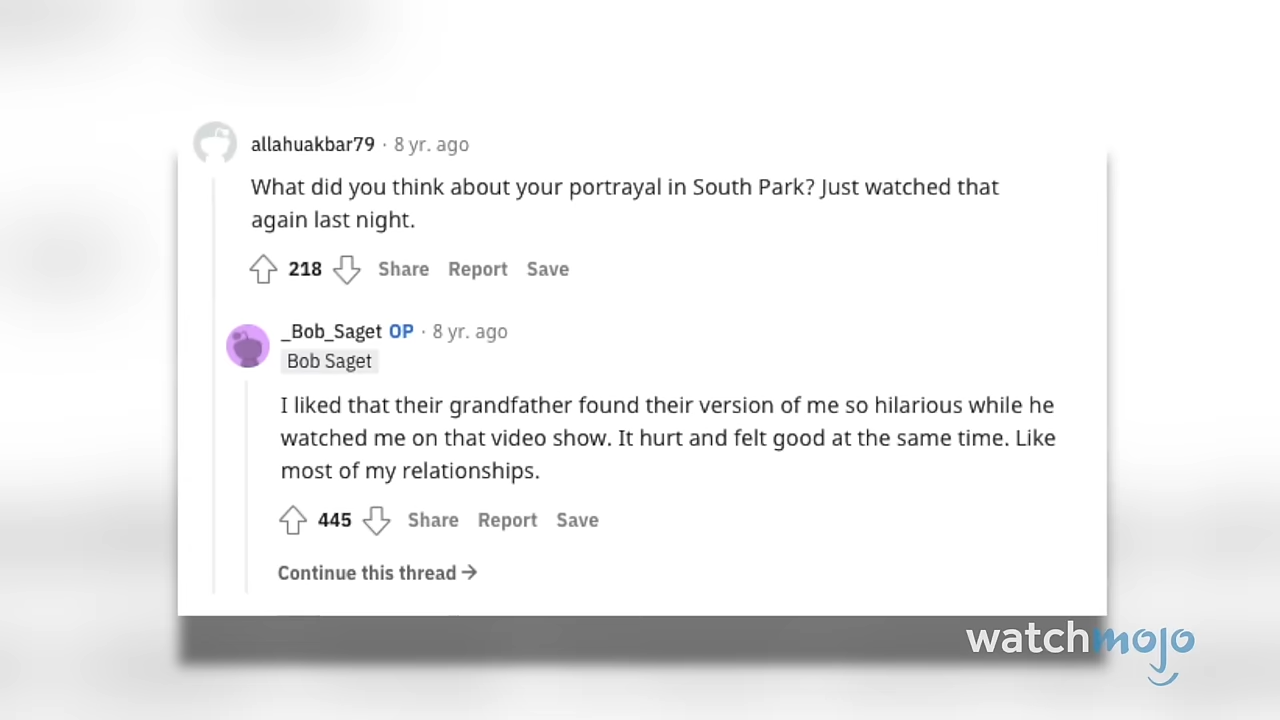 allahuakbar79 · 8 yr. ago
What did you think about your portrayal in South Park? Just watched that
again last night.
218 Share Report Save
_Bob_Saget OP · 8 yr. ago
Bob Saget
I liked that their grandfather found their version of me so hilarious while he
watched me on that video show. It hurt and felt good at the same time. Like
most of my relationships.
445 Share Report Save
Continue this thread →
watchmojo